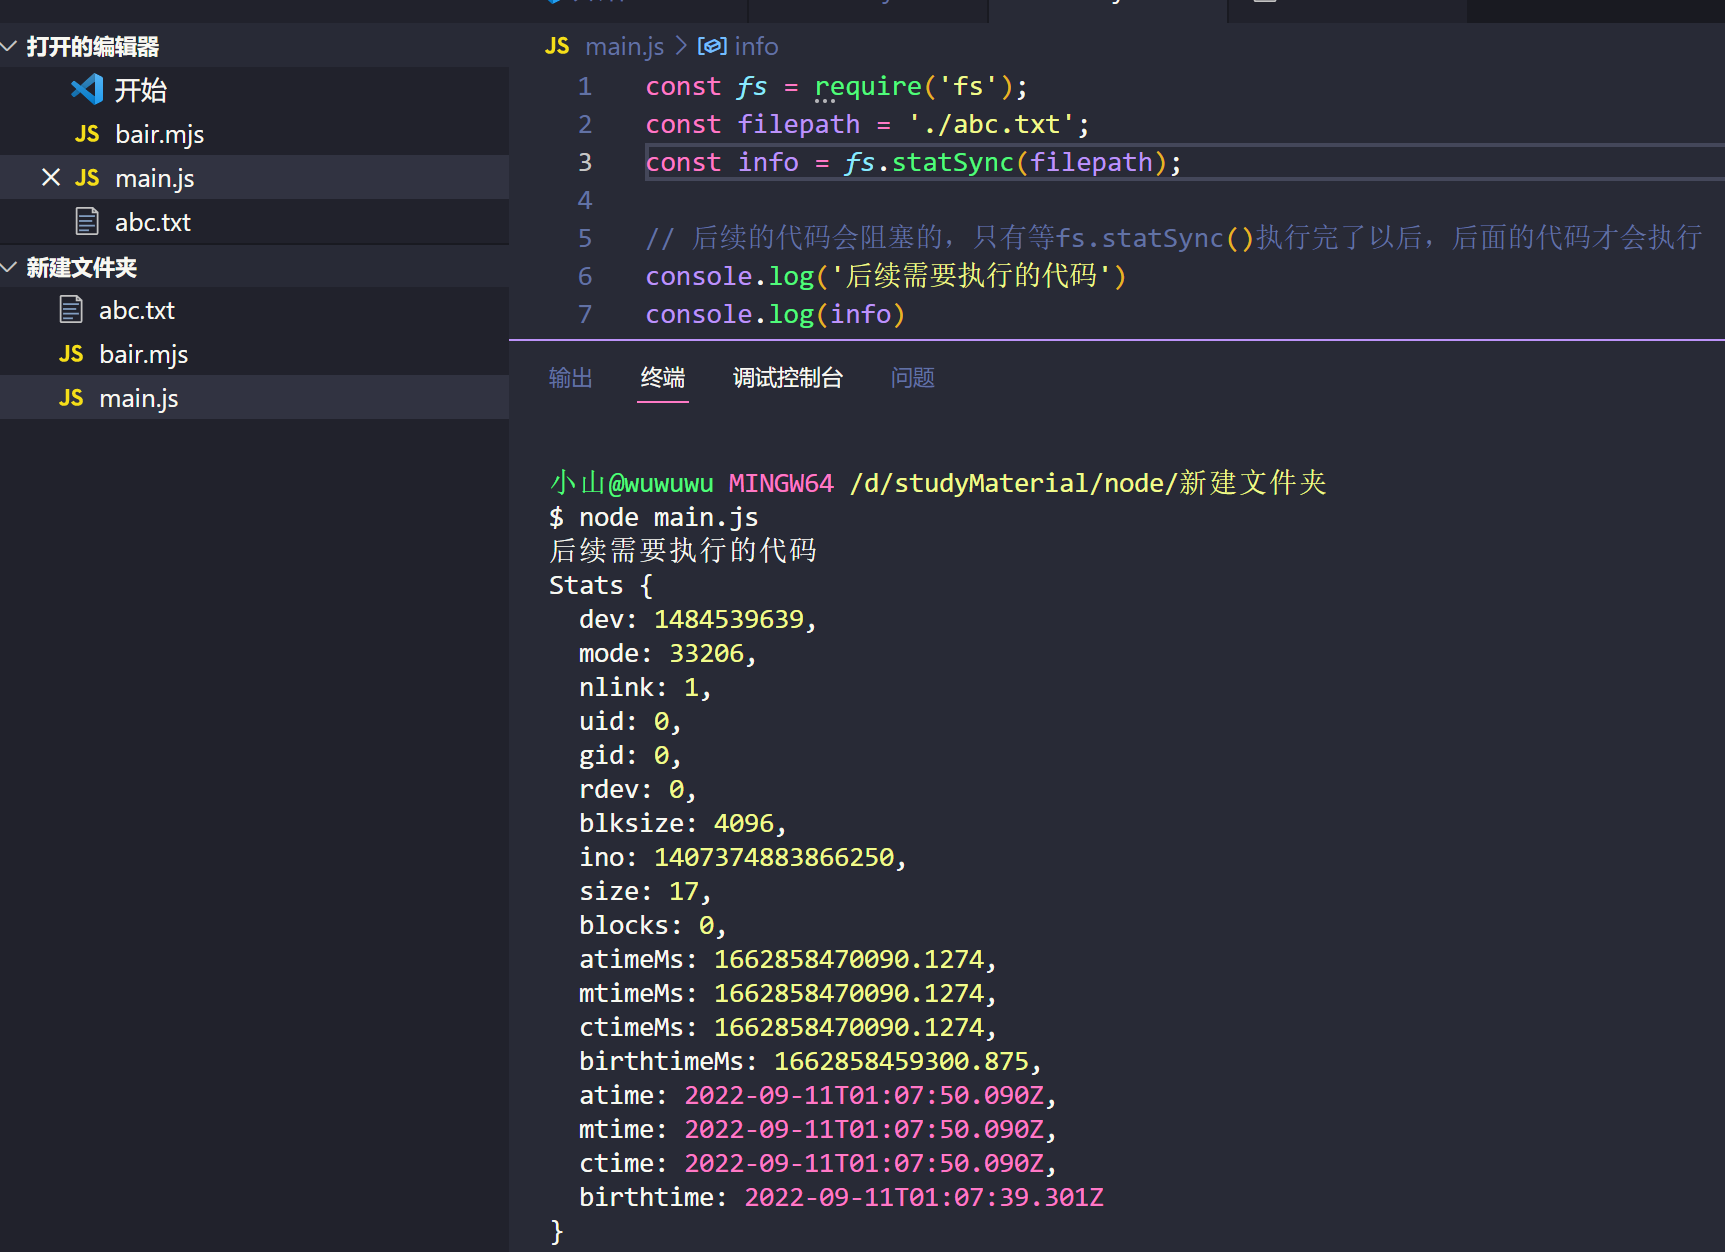 打开的编辑器
开始
JS bair.mjs
JS main.js
abc.txt
新建文件夹
abc.txt
JS bair.mjs
JS main.js
JS main.js > info
1 const fs = require('fs');
2 const filepath = './abc.txt';
3 const info = fs.statSync(filepath);
4
5 // 后续的代码会阻塞的，只有等fs.statSync()执行完了以后，后面的代码才会执行
6 console.log('后续需要执行的代码')
7 console.log(info)
输出 终端 调试控制台 问题
小山@wuwuwu MINGW64 /d/studyMaterial/node/新建文件夹
$ node main.js
后续需要执行的代码
Stats {
  dev: 1484539639,
  mode: 33206,
  nlink: 1,
  uid: 0,
  gid: 0,
  rdev: 0,
  blksize: 4096,
  ino: 1407374883866250,
  size: 17,
  blocks: 0,
  atimeMs: 1662858470090.1274,
  mtimeMs: 1662858470090.1274,
  ctimeMs: 1662858470090.1274,
  birthtimeMs: 1662858459300.875,
  atime: 2022-09-11T01:07:50.090Z,
  mtime: 2022-09-11T01:07:50.090Z,
  ctime: 2022-09-11T01:07:50.090Z,
  birthtime: 2022-09-11T01:07:39.301Z
}